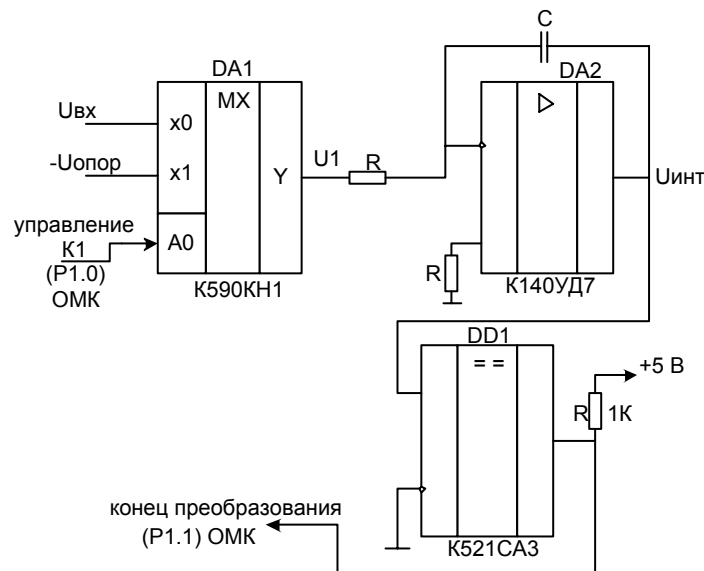 C
DA1
DA2
MX
Uвх
x0
-Uопор
x1
Y
U1
R
Uинт
управление
К1
(P1.0)
ОМК
A0
К590КН1
R
К140УД7
DD1
= =
+5 В
R 1К
конец преобразования
(P1.1) ОМК
К521СА3